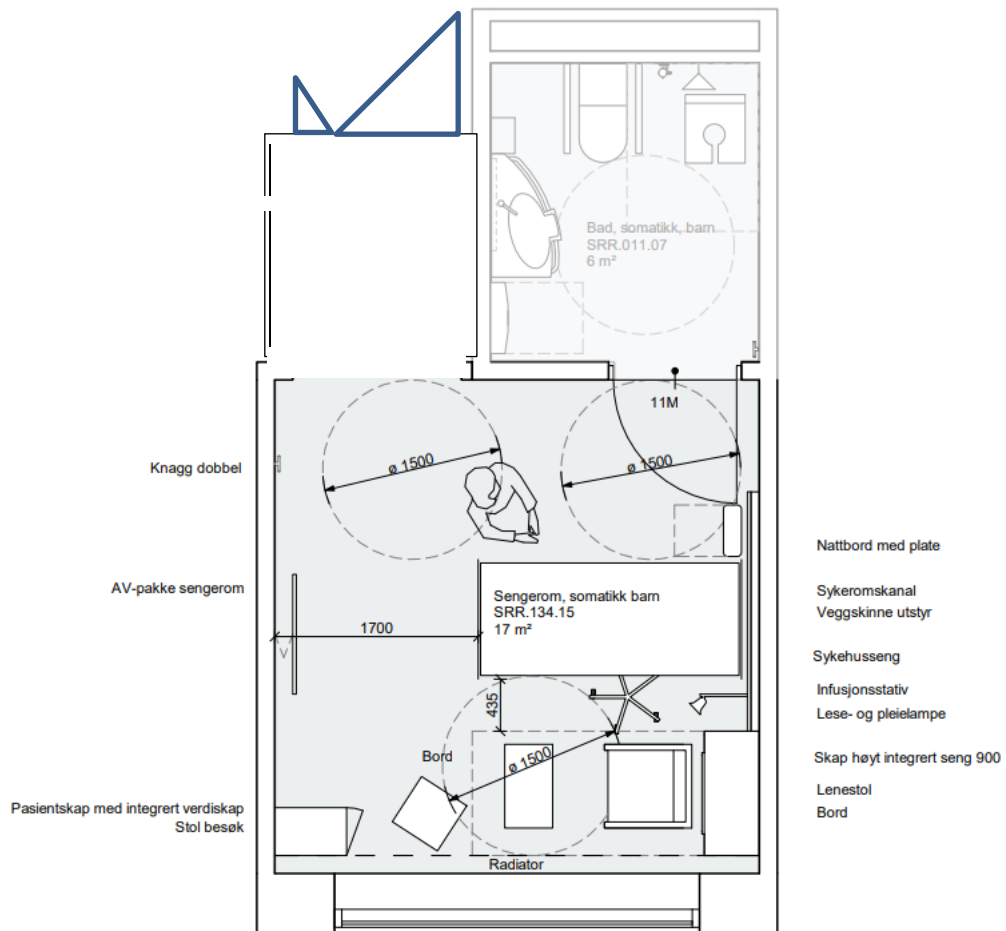 Bad, somatikk, barn
SRR.011.07
6 m²
11M
ø 1500
ø 1500
Knagg dobbel
AV-pakke sengerom
Nattbord med plate
Sykeromskanal
Veggskinne utstyr
Sengerom, somatikk barn
SRR.134.15
17 m²
1700
V
Sykehusseng
Infusjonsstativ
Lese- og pleielampe
435
Bord
ø 1500
Skap høyt integrert seng 900
Lenestol
Bord
Pasientskap med integrert verdiskap
Stol besøk
Radiator